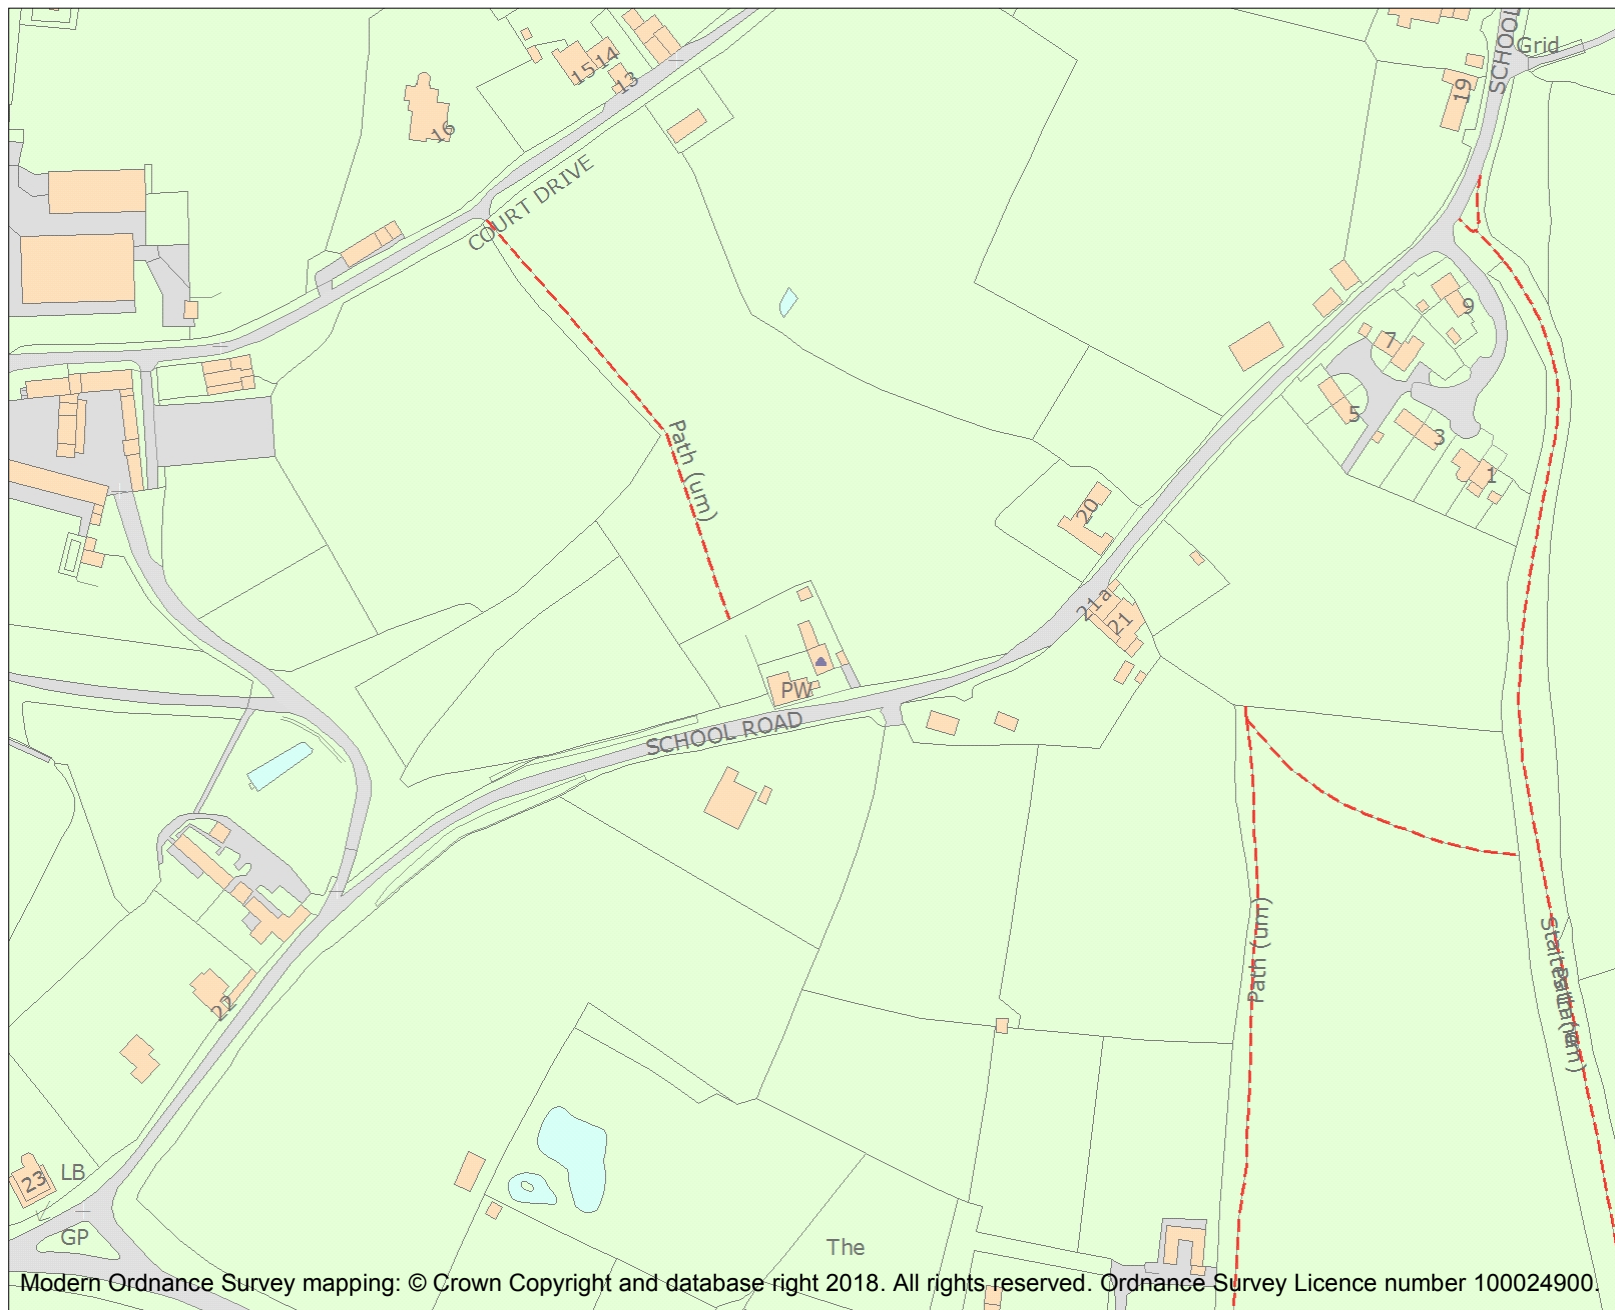 SCHOOL
Grid
14
15
13
19
16
COURT DRIVE
9
7
5
3
1
Path (um)
20
21a
21
PW
SCHOOL ROAD
Path (um)
22
LB
23
GP
The
Modern Ordnance Survey mapping: © Crown Copyright and database right 2018. All rights reserved. Ordnance Survey Licence number 100024900.